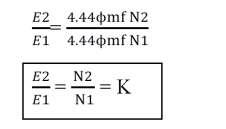 E2/E1 = 4.44ϕmf N2/4.44ϕmf N1
E2/E1 = N2/N1 = K